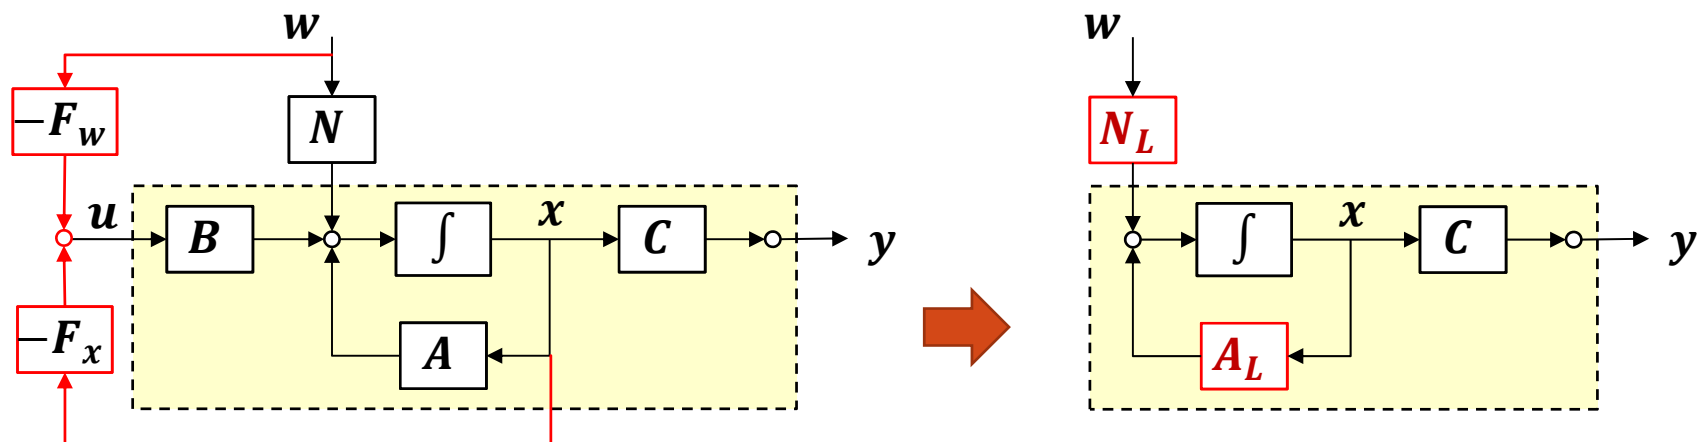 w w
−F_w N N_L
u B ∫ x C y ∫ x C y
−F_x A A_L